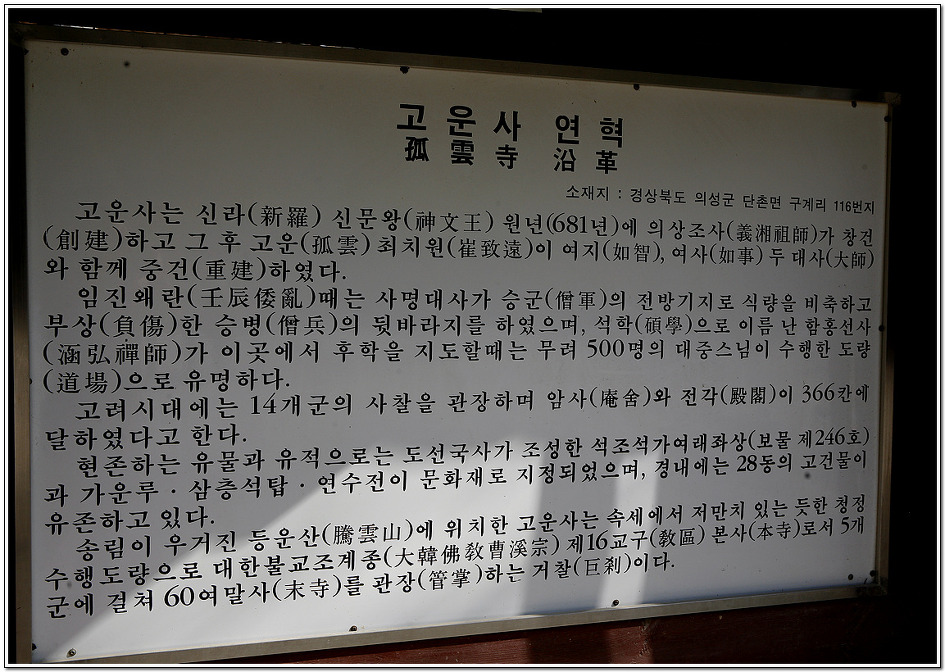 고운사 연혁
孤雲寺 沿革
소재지 : 경상북도 의성군 단촌면 구계리 116번지
고운사는 신라(新羅) 신문왕(神文王) 원년(681년)에 의상조사(義湘祖師)가 창건
(創建)하고 그 후 고운(孤雲) 최치원(崔致遠)이 여지(如智), 여사(如事) 두 대사(大師)
와 함께 중건(重建)하였다.
임진왜란(壬辰倭亂)때는 사명대사가 승군(僧軍)의 전방기지로 식량을 비축하고
부상(負傷)한 승병(僧兵)의 뒷바라지를 하였으며, 석학(碩學)으로 이름 난 함홍선사
(涵弘禪師)가 이곳에서 후학을 지도할때는 무려 500명의 대중스님이 수행한 도량
(道場)으로 유명하다.
고려시대에는 14개군의 사찰을 관장하며 암사(庵舍)와 전각(殿閣)이 366칸에
달하였다고 한다.
현존하는 유물과 유적으로는 도선국사가 조성한 석조석가여래좌상(보물 제246호)
과 가운루 · 삼층석탑 · 연수전이 문화재로 지정되었으며, 경내에는 28동의 고건물이
유존하고 있다.
송림이 우거진 등운산(騰雲山)에 위치한 고운사는 속세에서 저만치 있는 듯한 청정
수행도량으로 대한불교조계종(大韓佛敎曹溪宗) 제16교구(敎區) 본사(本寺)로서 5개
군에 걸쳐 60여말사(末寺)를 관장(管掌)하는 거찰(巨刹)이다.